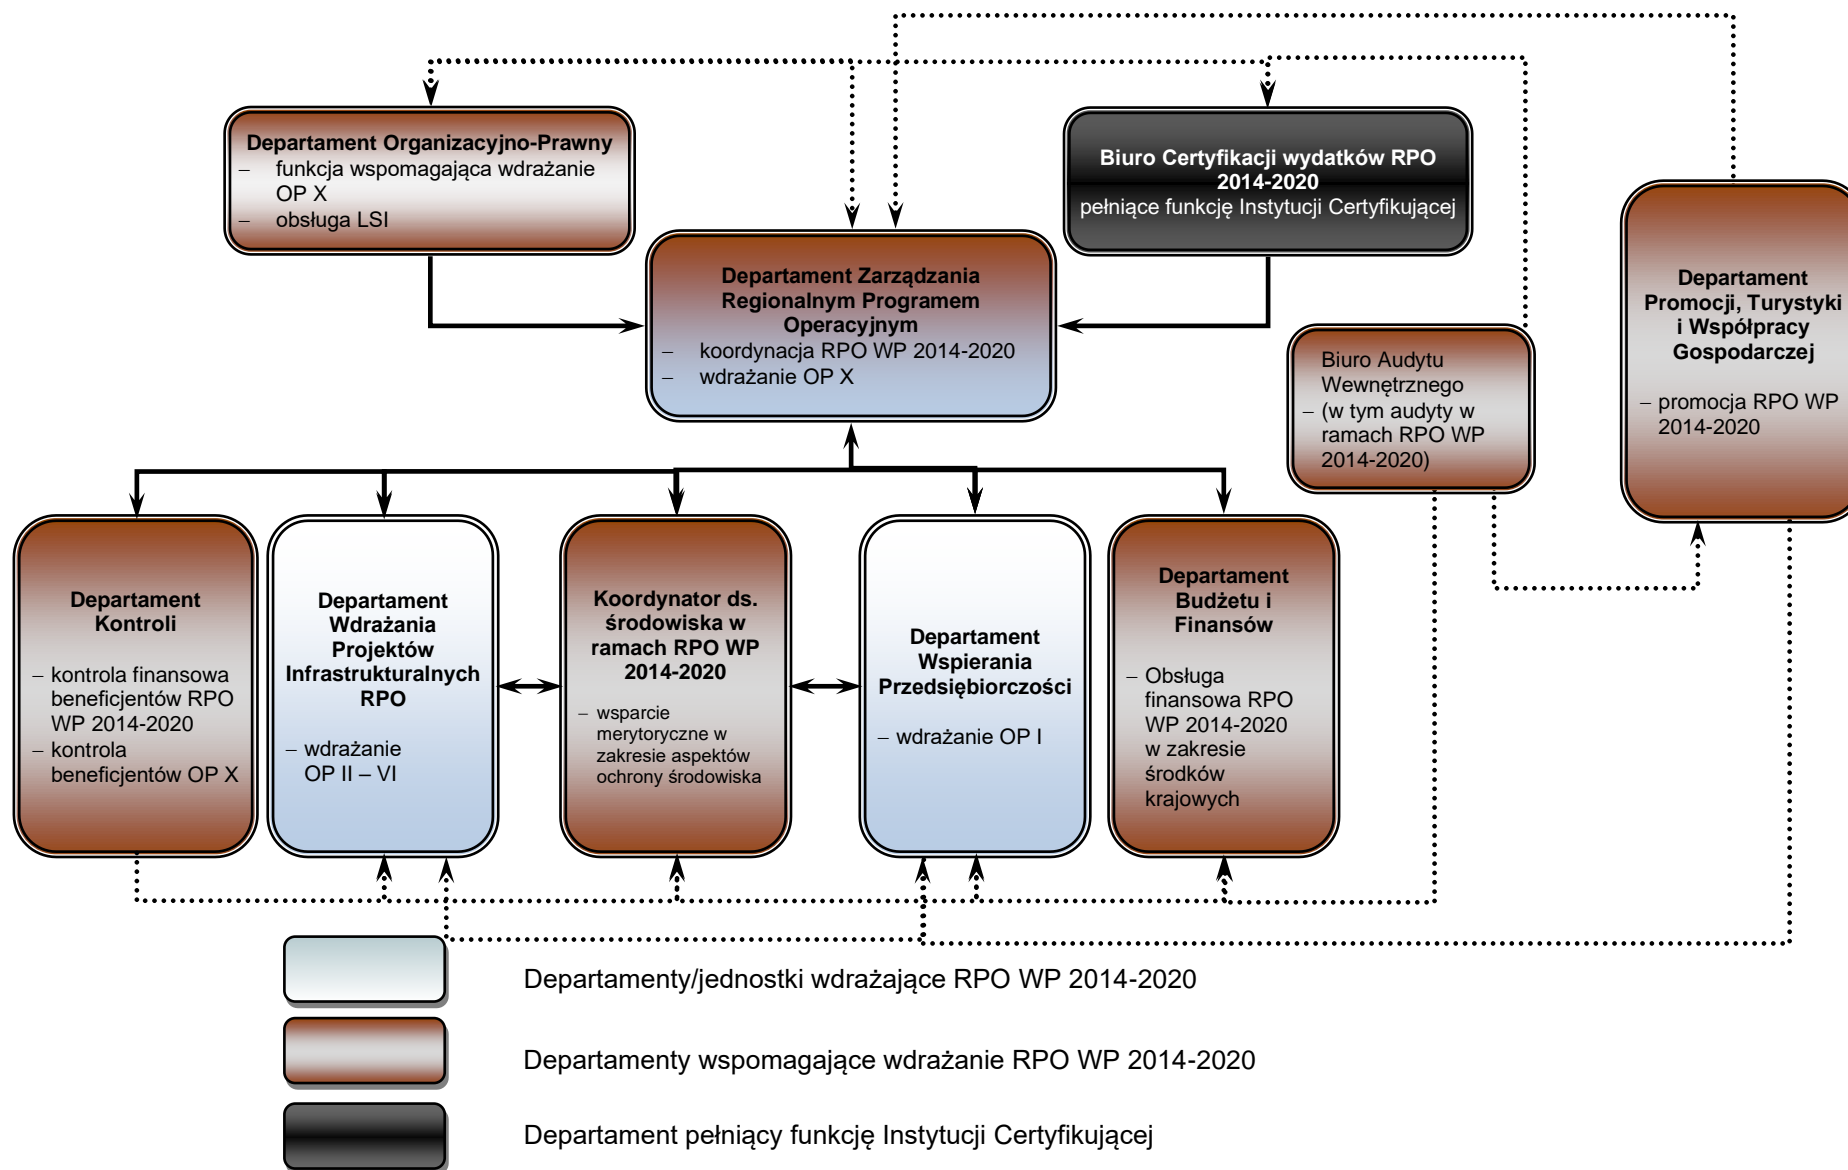 Departament Organizacyjno-Prawny
– funkcja wspomagająca wdrażanie
OP X
– obsługa LSI
Biuro Certyfikacji wydatków RPO
2014-2020
pełniące funkcję Instytucji Certyfikującej
Departament Zarządzania
Regionalnym Programem
Operacyjnym
– koordynacja RPO WP 2014-2020
– wdrażanie OP X
Departament
Promocji, Turystyki
i Współpracy
Gospodarczej
– promocja RPO WP
2014-2020
Biuro Audytu
Wewnętrznego
– (w tym audyty w
ramach RPO WP
2014-2020)
Departament
Kontroli
– kontrola finansowa
beneficjentów RPO
WP 2014-2020
– kontrola
beneficjentów OP X
Departament
Wdrażania
Projektów
Infrastrukturalnych
RPO
– wdrażanie
OP II – VI
Koordynator ds.
środowiska w
ramach RPO WP
2014-2020
– wsparcie
merytoryczne w
zakresie aspektów
ochrony środowiska
Departament
Wspierania
Przedsiębiorczości
– wdrażanie OP I
Departament
Budżetu i
Finansów
– Obsługa
finansowa RPO
WP 2014-2020
w zakresie
środków
krajowych
Departamenty/jednostki wdrażające RPO WP 2014-2020
Departamenty wspomagające wdrażanie RPO WP 2014-2020
Departament pełniący funkcję Instytucji Certyfikującej